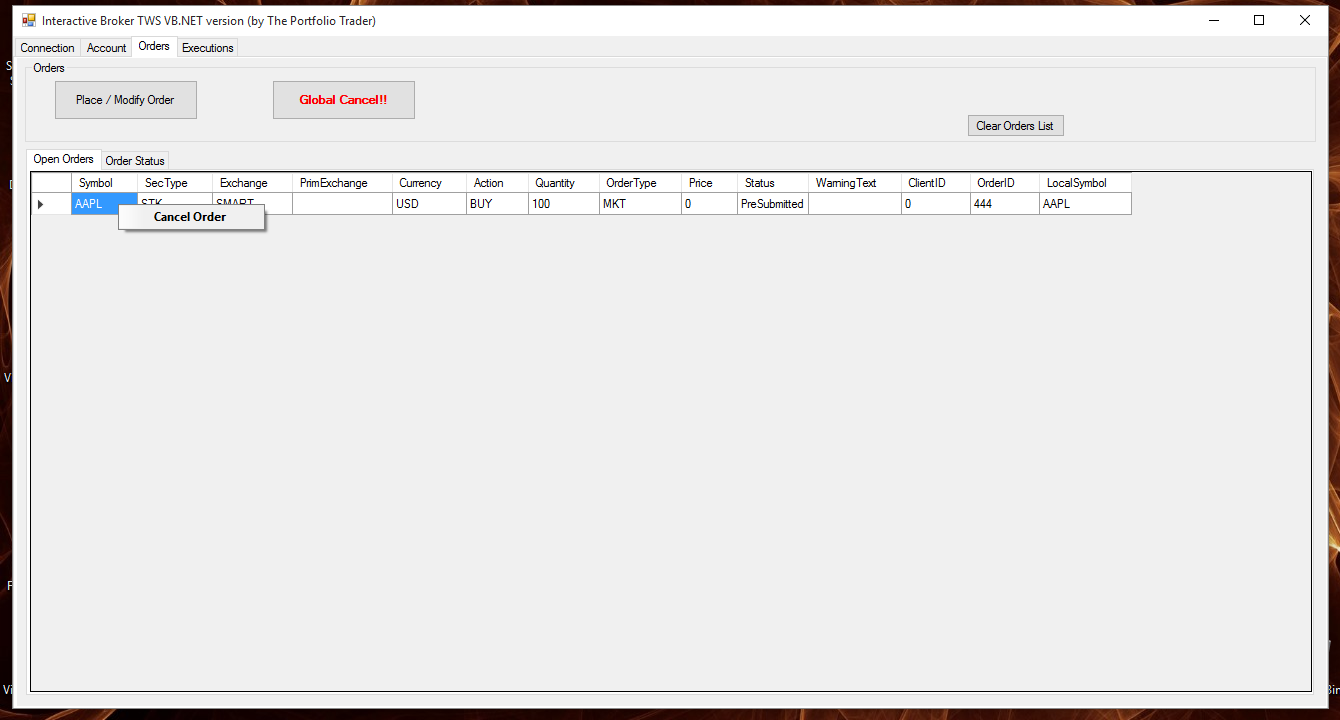 Interactive Broker TWS VB.NET version (by The Portfolio Trader)
Connection Account Orders Executions
Orders
Place / Modify Order Global Cancel!!
Clear Orders List
Open Orders Order Status
Symbol SecType Exchange PrimExchange Currency Action Quantity OrderType Price Status WarningText ClientID OrderID LocalSymbol
AAPL STK SMART USD BUY 100 MKT 0 PreSubmitted 0 444 AAPL
Cancel Order